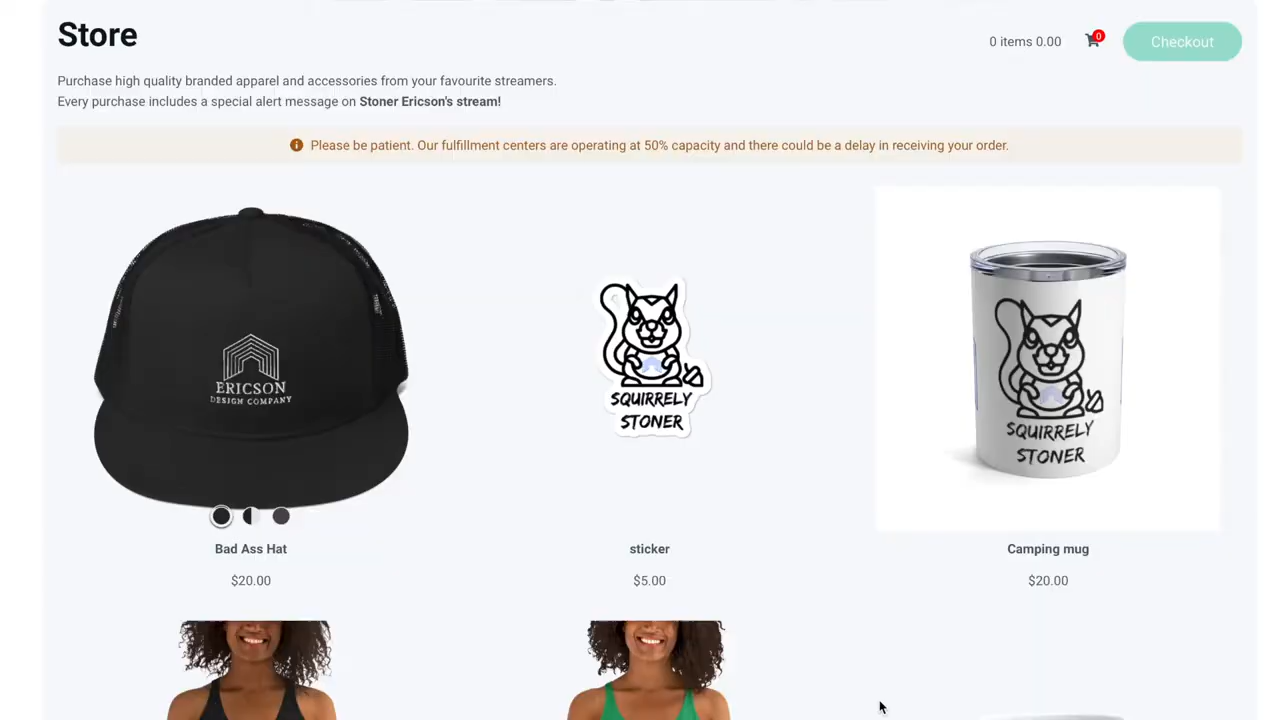 Store
0 items 0.00
0
Checkout
Purchase high quality branded apparel and accessories from your favourite streamers.
Every purchase includes a special alert message on Stoner Ericson's stream!
Please be patient. Our fulfillment centers are operating at 50% capacity and there could be a delay in receiving your order.
ERICSON
DESIGN COMPANY
SQUIRRELY
STONER
SQUIRRELY
STONER
Bad Ass Hat
sticker
Camping mug
$20.00
$5.00
$20.00